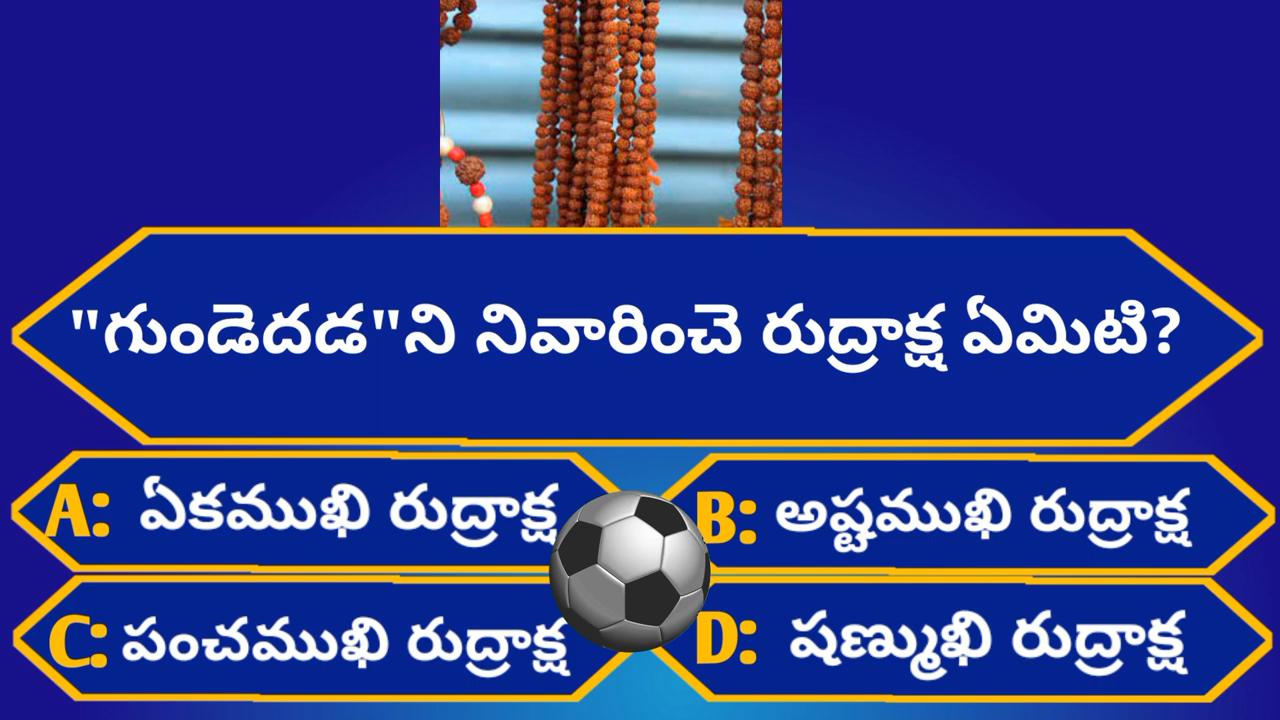 "గుండెదడ"ని నివారించె రుద్రాక్ష ఏమిటి?
A: ఏకముఖి రుద్రాక్ష
B: అష్టముఖి రుద్రాక్ష
C: పంచముఖి రుద్రాక్ష
D: షణ్ముఖి రుద్రాక్ష